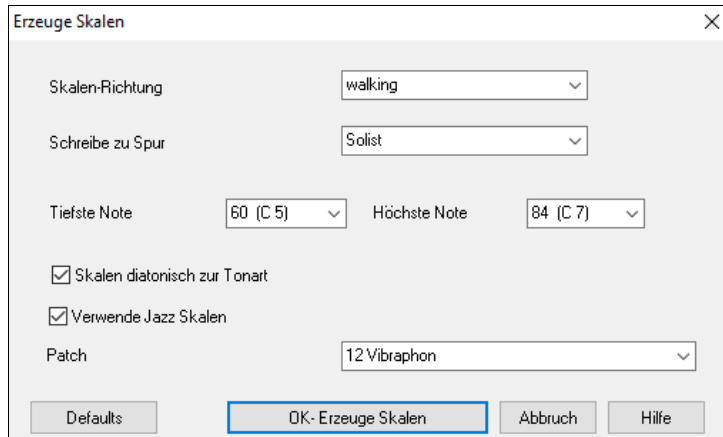 Erzeuge Skalen
Skalen-Richtung walking
Schreibe zu Spur Solist
Tiefste Note 60 (C 5) Höchste Note 84 (C 7)
Skalen diatonisch zur Tonart
Verwende Jazz Skalen
Patch 12 Vibraphon
Defaults OK- Erzeuge Skalen Abbruch Hilfe